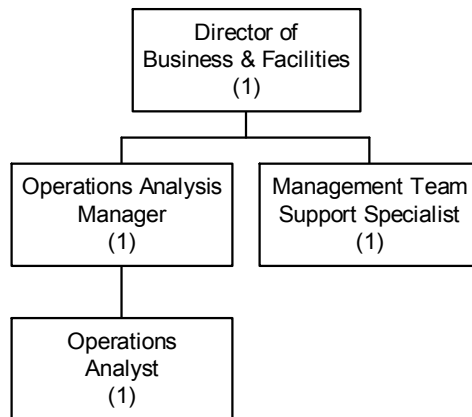 Director of
Business & Facilities
(1)
Operations Analysis
Manager
(1)
Management Team
Support Specialist
(1)
Operations
Analyst
(1)